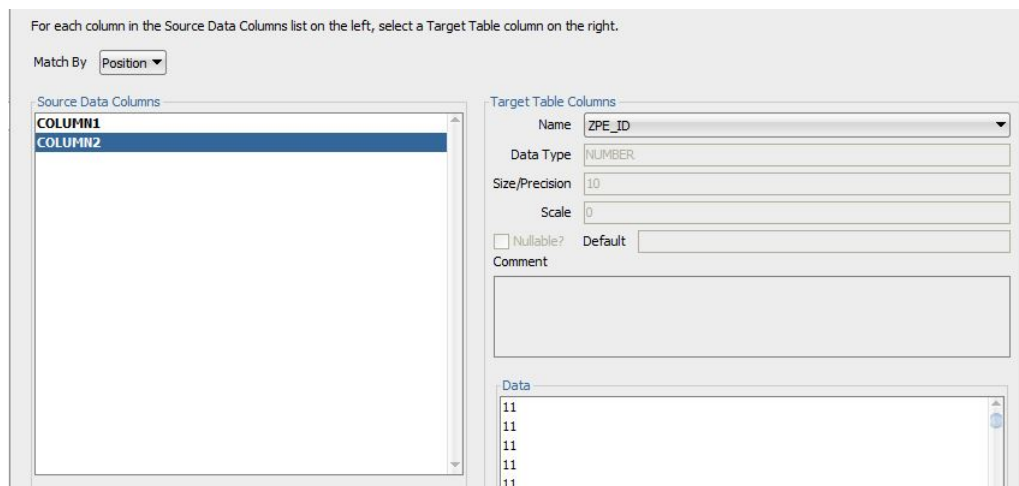 For each column in the Source Data Columns list on the left, select a Target Table column on the right.
Match By Position
Source Data Columns
COLUMN1
COLUMN2
Target Table Columns
Name ZPE_ID
Data Type NUMBER
Size/Precision 10
Scale 0
Nullable? Default
Comment
Data
11
11
11
11
11